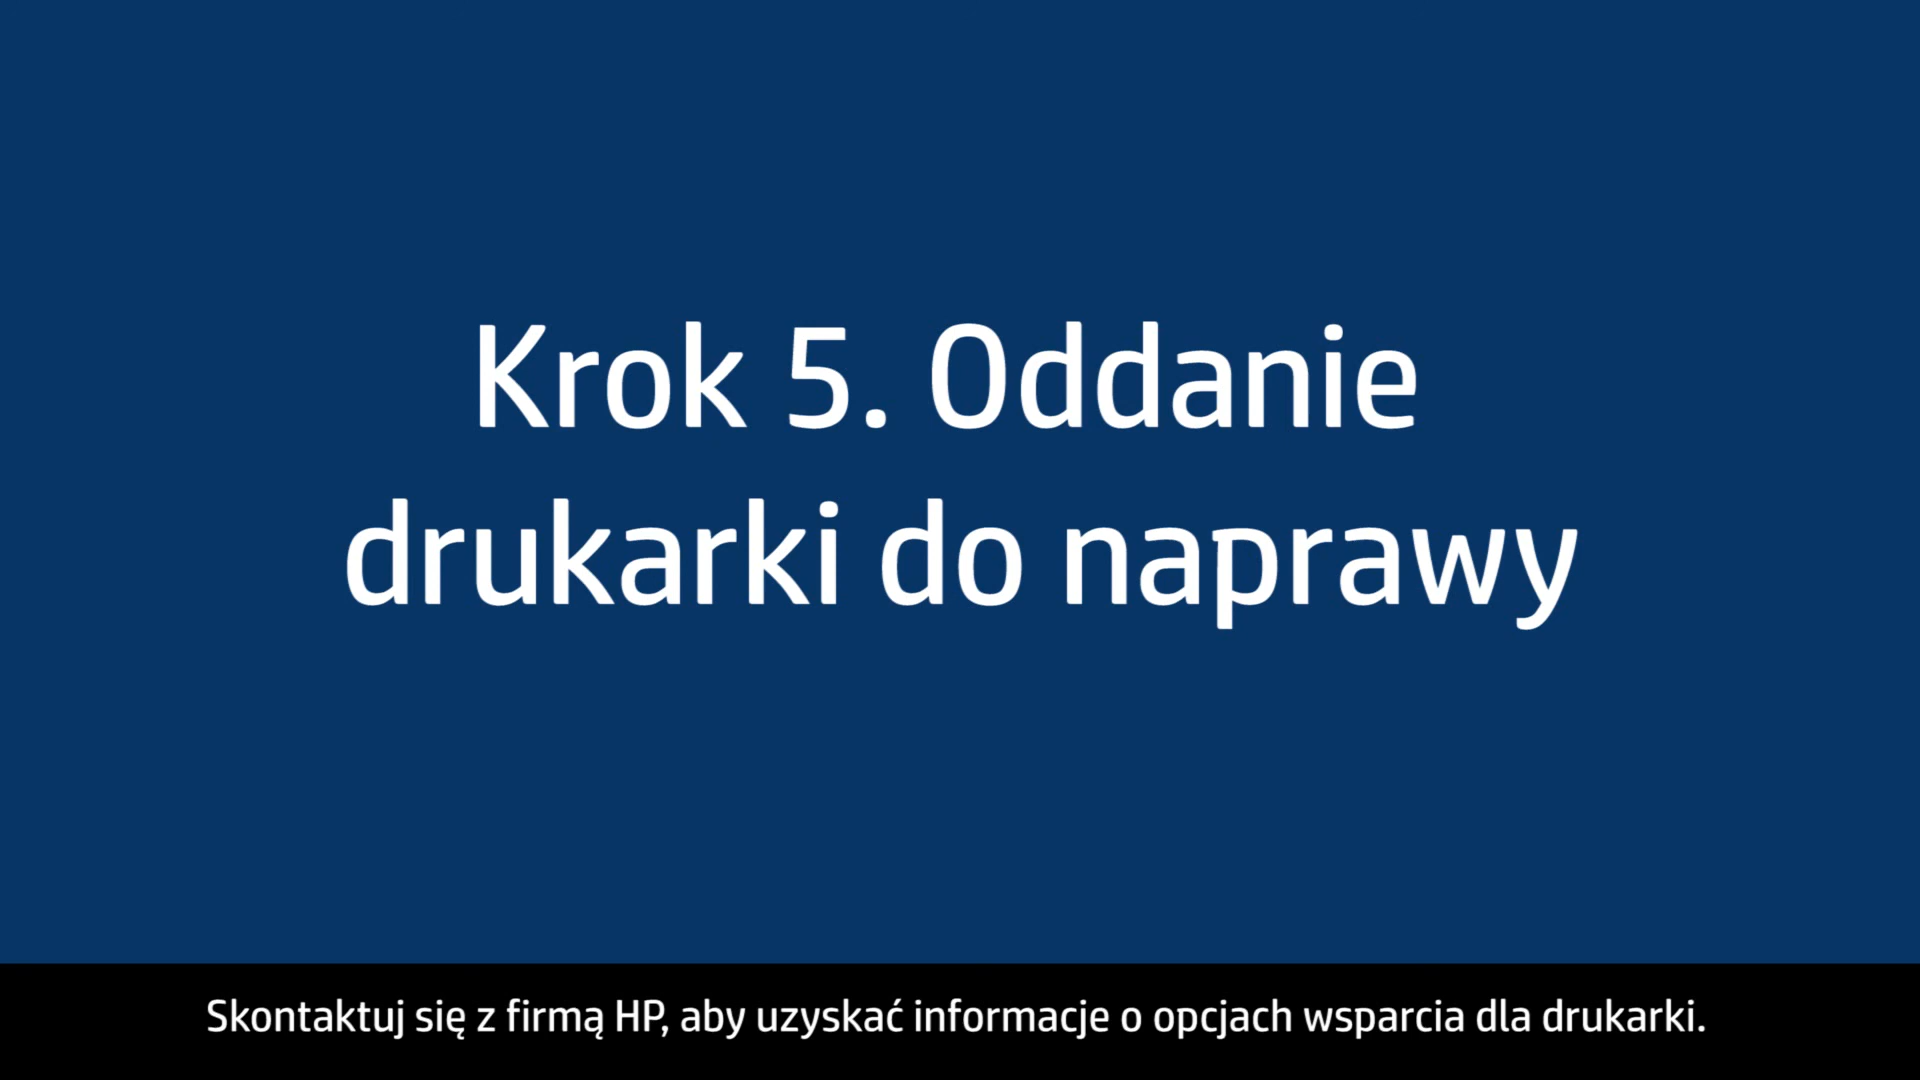 Krok 5. Oddanie
drukarki do naprawy
Skontaktuj się z firmą HP, aby uzyskać informacje o opcjach wsparcia dla drukarki.